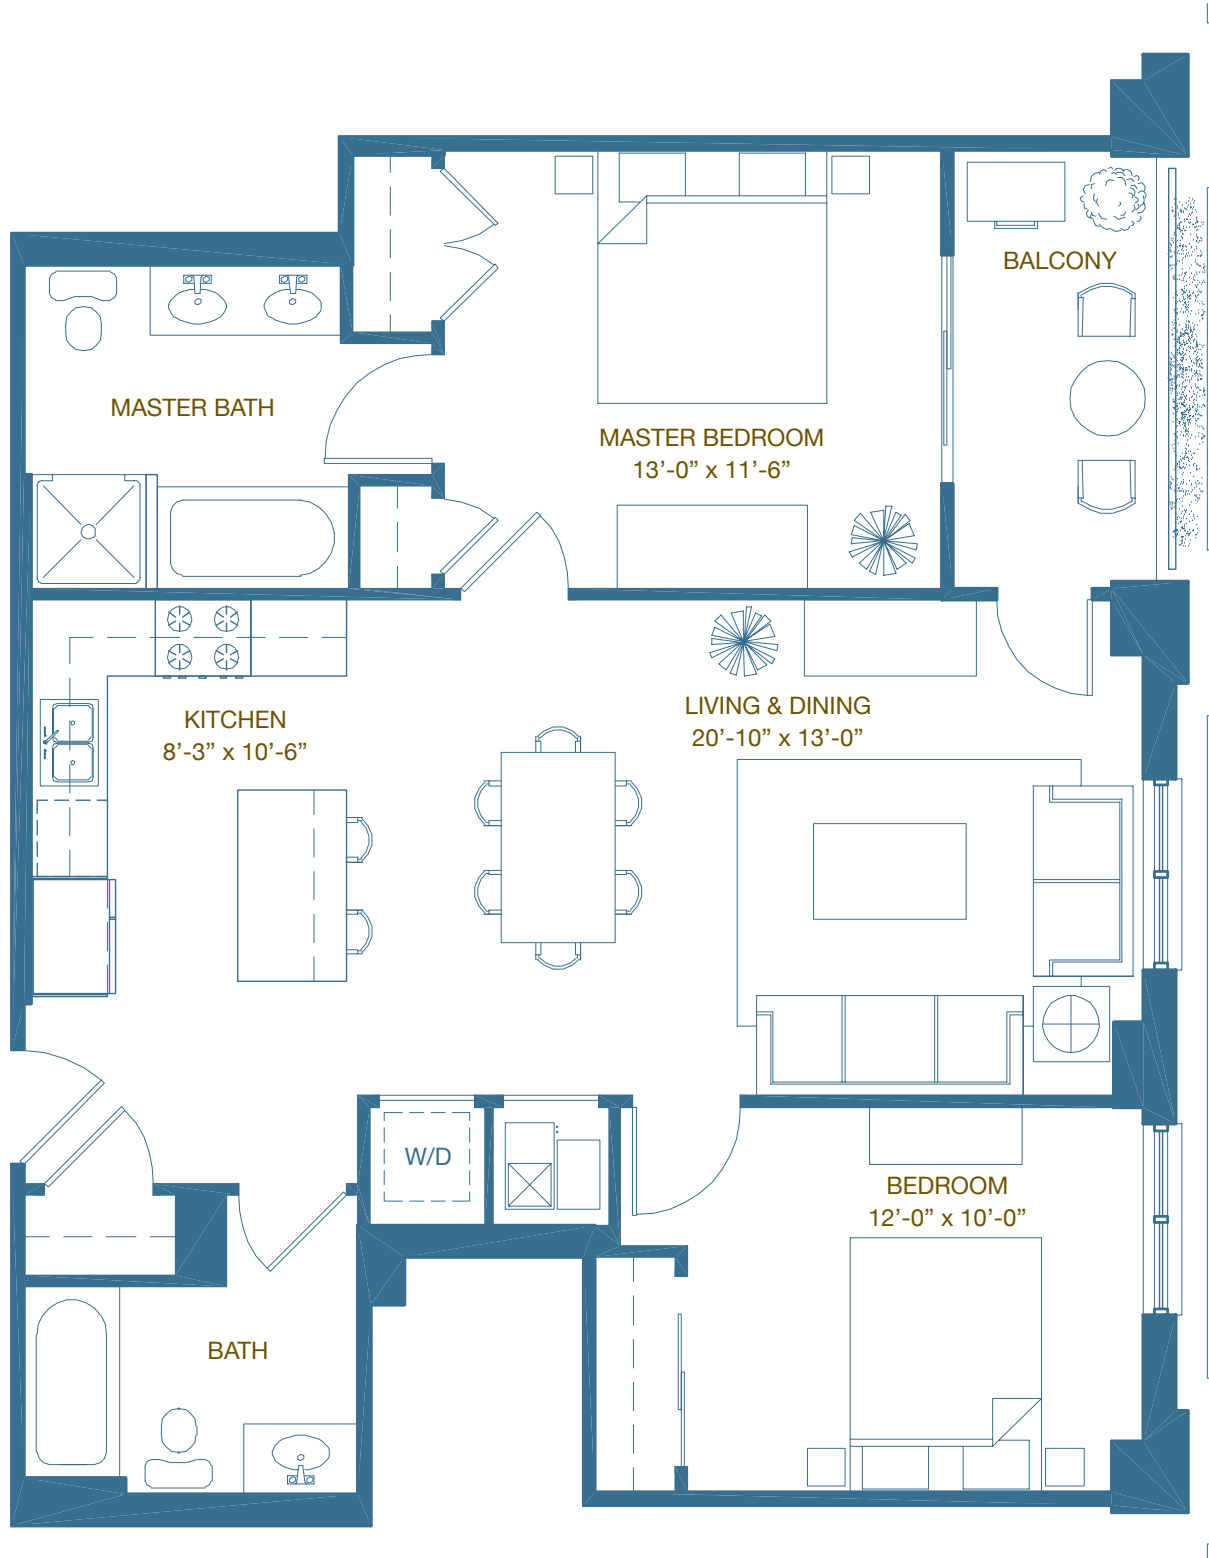 BALCONY
MASTER BATH
MASTER BEDROOM
13’-0” x 11’-6”
KITCHEN
8’-3” x 10’-6”
LIVING & DINING
20’-10” x 13’-0”
W/D
BEDROOM
12’-0” x 10’-0”
BATH